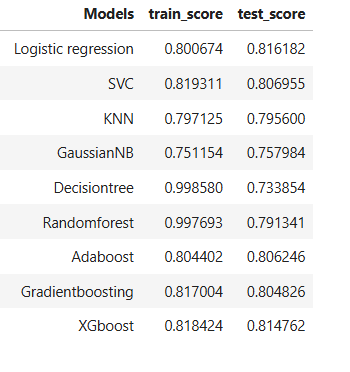 Models train_score test_score
Logistic regression 0.800674 0.816182
SVC 0.819311 0.806955
KNN 0.797125 0.795600
GaussianNB 0.751154 0.757984
Decisiontree 0.998580 0.733854
Randomforest 0.997693 0.791341
Adaboost 0.804402 0.806246
Gradientboosting 0.817004 0.804826
XGboost 0.818424 0.814762